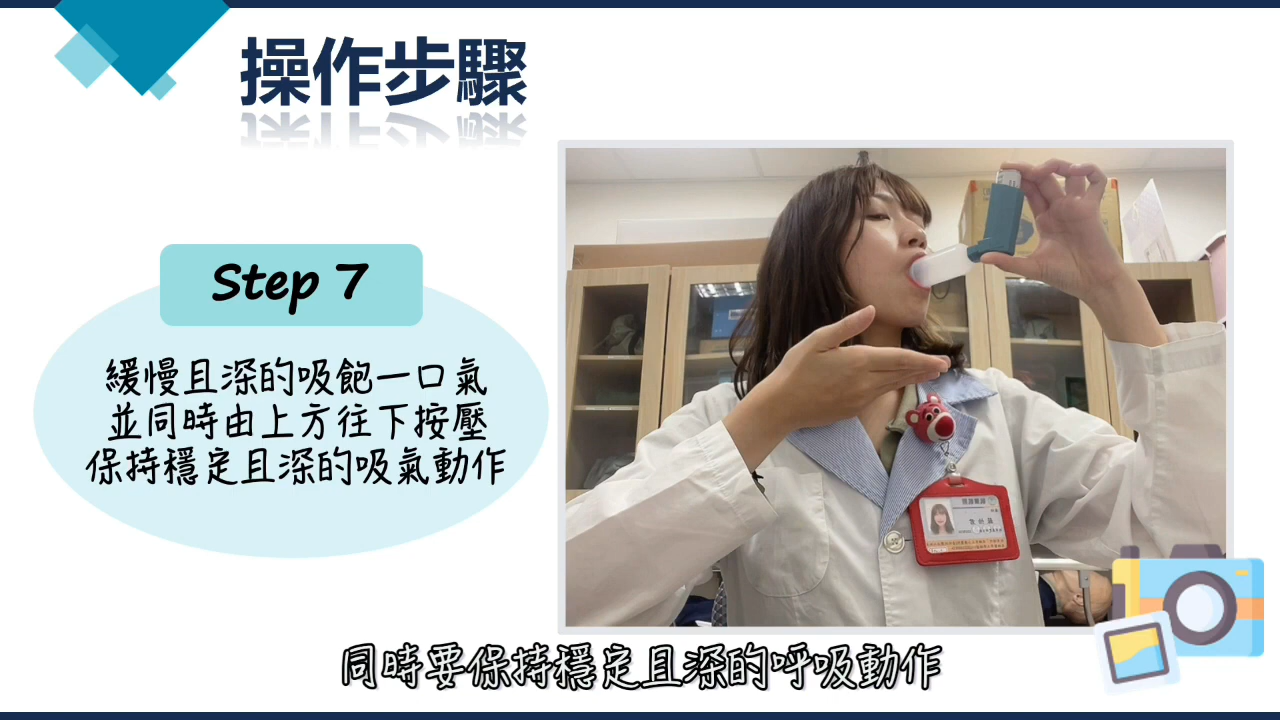 操作步驟
Step 7
緩慢且深的吸飽一口氣
並同時由上方往下按壓
保持穩定且深的吸氣動作
同時要保持穩定且深的呼吸動作